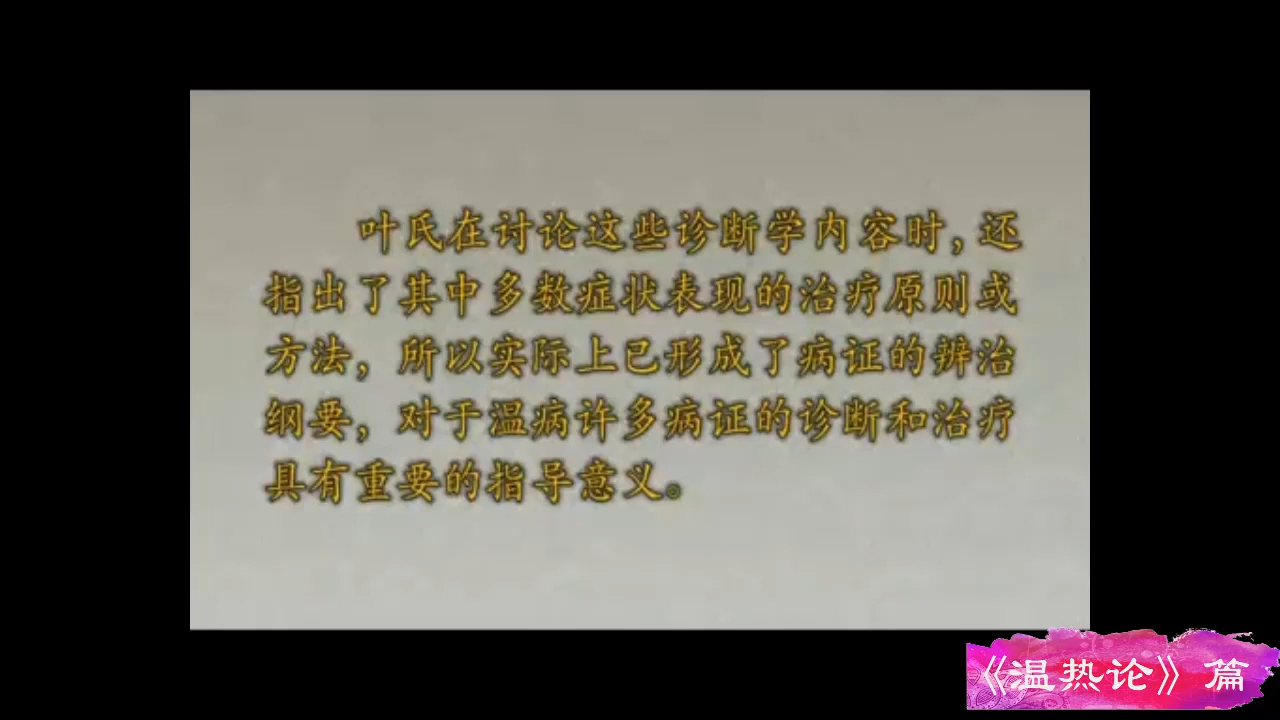 叶氏在讨论这些诊断学内容时，还
指出了其中多数症状表现的治疗原则或
方法，所以实际上已形成了病证的辨治
纲要，对于温病许多病证的诊断和治疗
具有重要的指导意义。
《温热论》篇